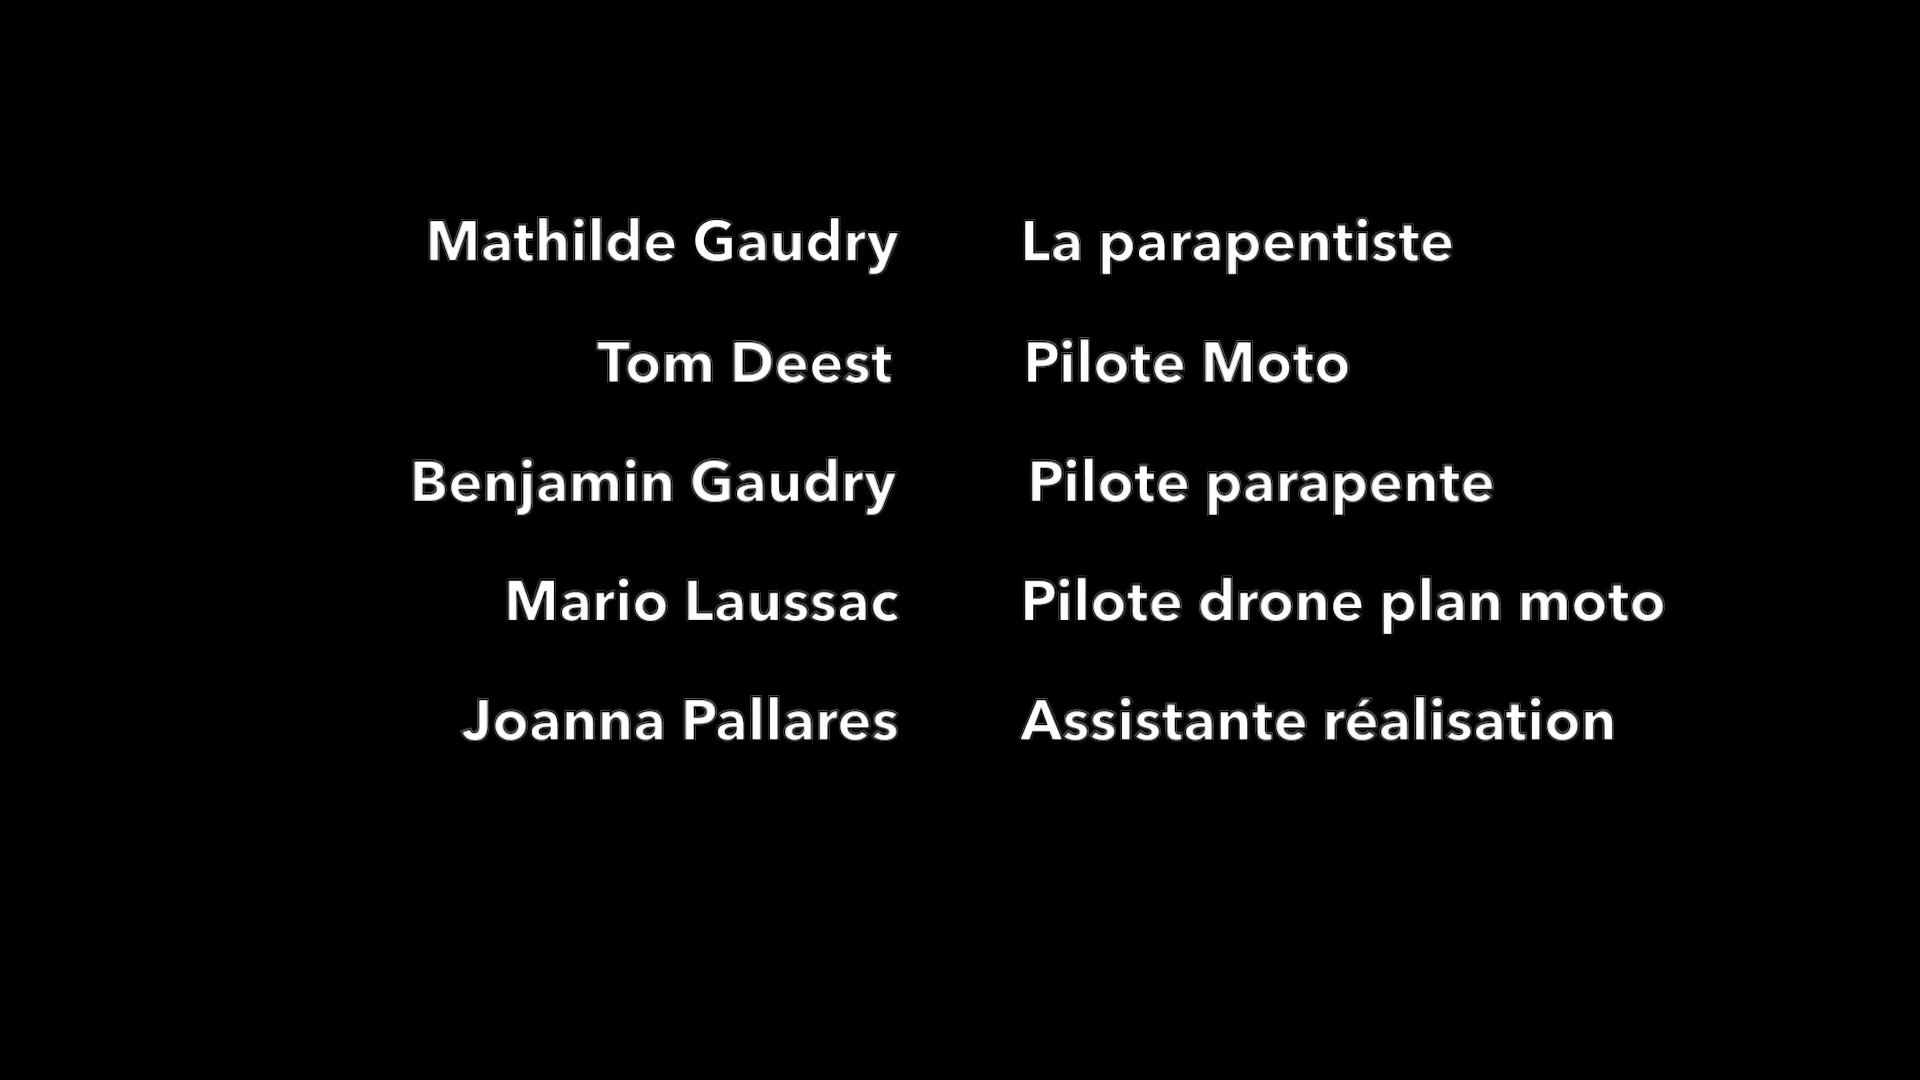 Mathilde Gaudry La parapentiste
Tom Deest Pilote Moto
Benjamin Gaudry Pilote parapente
Mario Laussac Pilote drone plan moto
Joanna Pallares Assistante réalisation